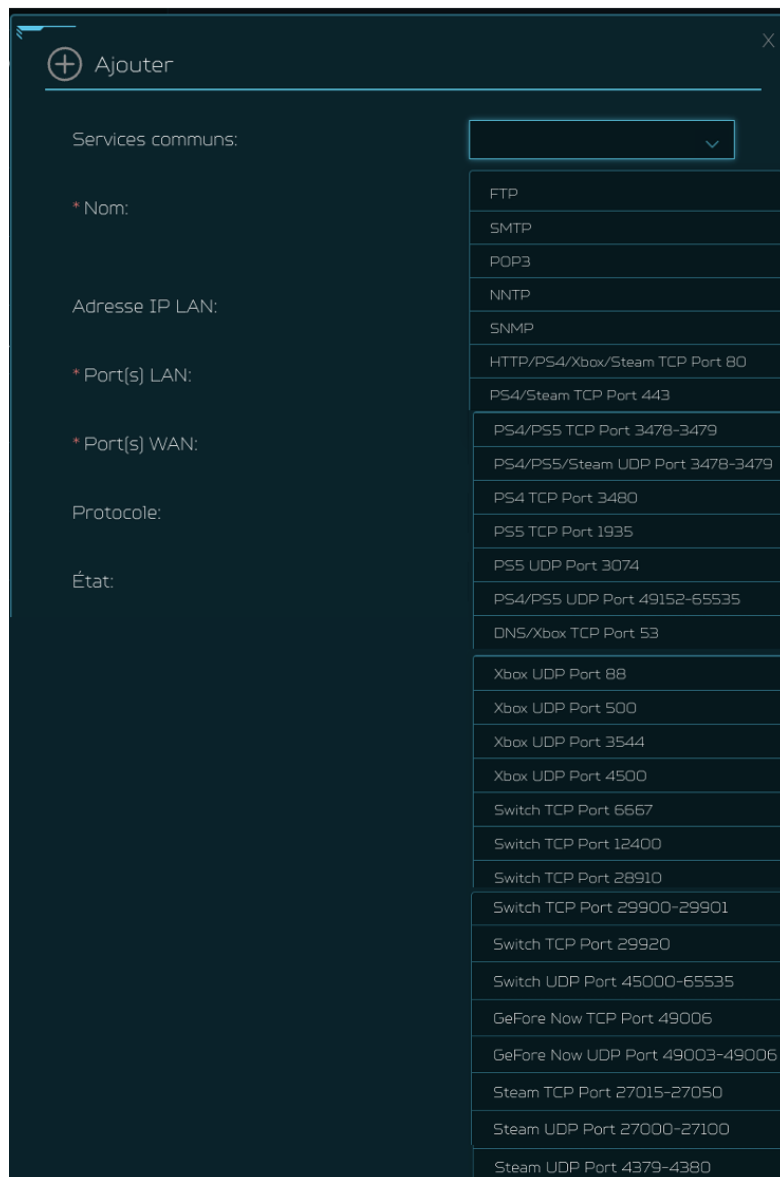 X
Ajouter
Services communs:
* Nom:
Adresse IP LAN:
* Port(s) LAN:
* Port(s) WAN:
Protocole:
État:
FTP
SMTP
POP3
NNTP
SNMP
HTTP/PS4/Xbox/Steam TCP Port 80
PS4/Steam TCP Port 443
PS4/PS5 TCP Port 3478-3479
PS4/PS5/Steam UDP Port 3478-3479
PS4 TCP Port 3480
PS5 TCP Port 1935
PS5 UDP Port 3074
PS4/PS5 UDP Port 49152-65535
DNS/Xbox TCP Port 53
Xbox UDP Port 88
Xbox UDP Port 500
Xbox UDP Port 3544
Xbox UDP Port 4500
Switch TCP Port 6667
Switch TCP Port 12400
Switch TCP Port 28910
Switch TCP Port 29900-29901
Switch TCP Port 29920
Switch UDP Port 45000-65535
GeFore Now TCP Port 49006
GeFore Now UDP Port 49003-49006
Steam TCP Port 27015-27050
Steam UDP Port 27000-27100
Steam UDP Port 4379-4380